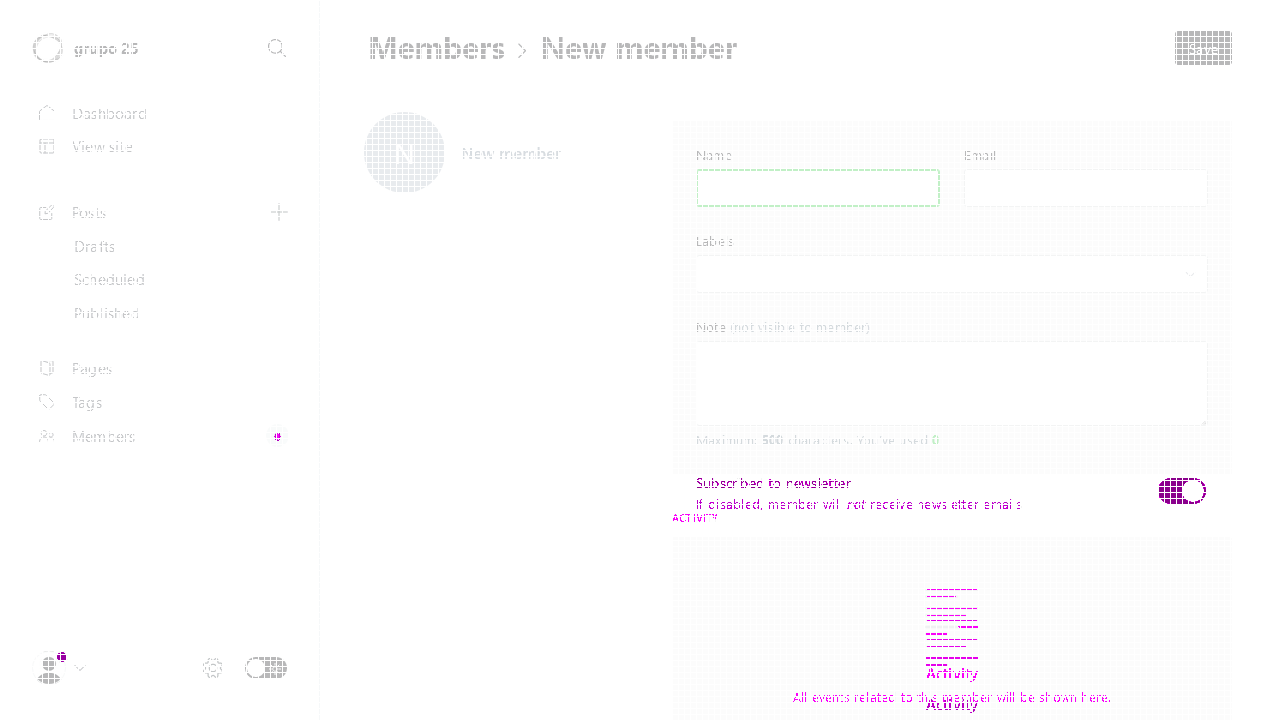 grupo 25
Members › New member
Save
Dashboard
View site
N
New member
Name
Email
Posts
Drafts
Labels
Scheduled
Published
Note (not visible to member)
Pages
Tags
Members
Maximum: 500 characters. You've used 0
Subscribed to newsletter
If disabled, member will not receive newsletter emails
ACTIVITY
Activity
All events related to this member will be shown here.
Activity